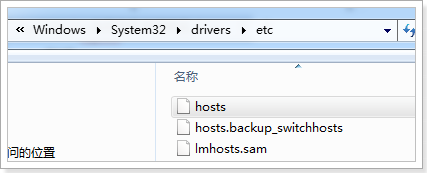 « Windows ▸ System32 ▸ drivers ▸ etc
名称
hosts
hosts.backup_switchhosts
lmhosts.sam
问的位置